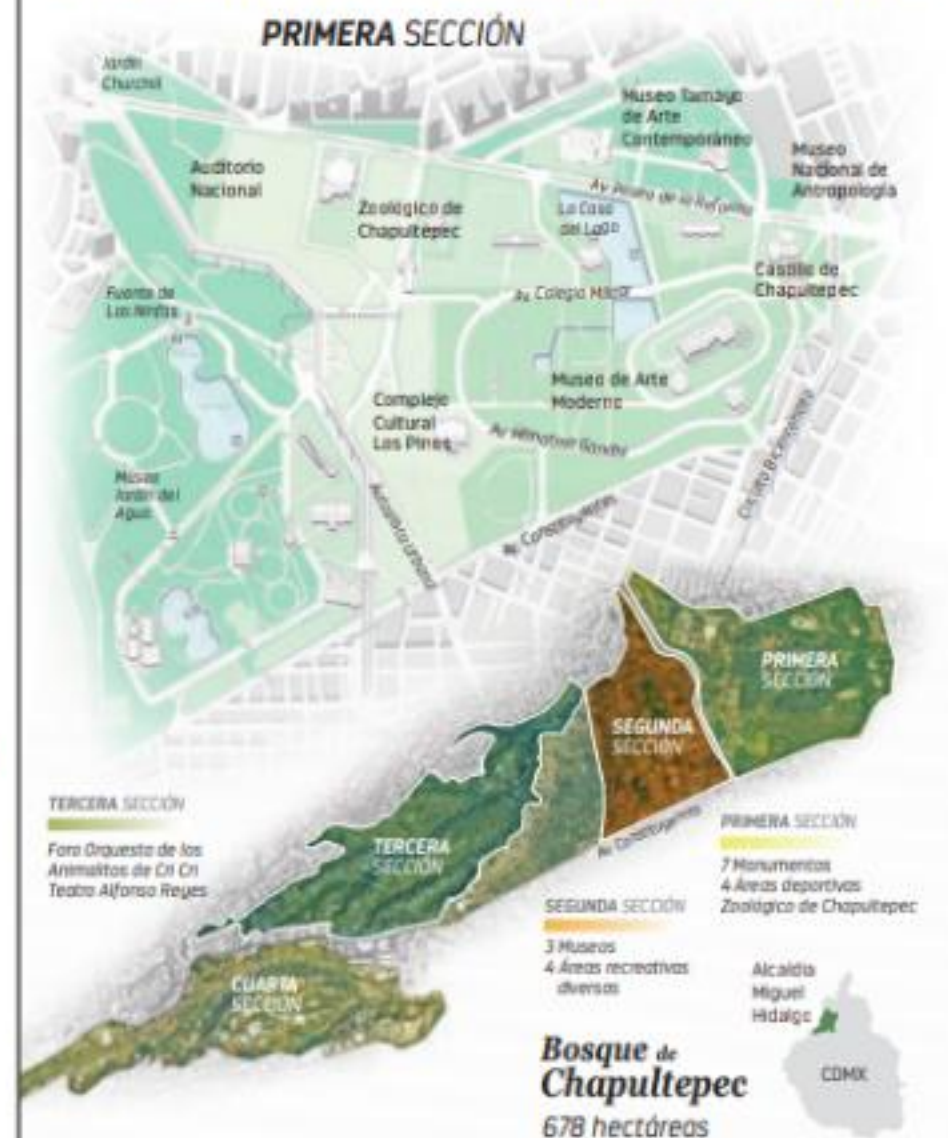 PRIMERA SECCIÓN
Jardín
Churchil
Auditorio
Nacional
Zoológico de
Chapultepec
Museo Tamayo
de Arte
Contemporáneo
Museo
Nacional de
Antropología
Av. Paseo de la Reforma
La Casa
del Lago
Castillo de
Chapultepec
Av. Colegio Militar
Fuente de
Las Ninfas
Museo de Arte
Moderno
Complejo
Cultural
Los Pinos
Av. Mahatma Gandhi
Museo
Jardín del
Agua
Autopista Urbana
Av. Constituyentes
Circuito Bicentenario
PRIMERA
SECCIÓN
SEGUNDA
SECCIÓN
TERCERA
SECCIÓN
CUARTA
SECCIÓN
Av. Constituyentes
TERCERA SECCIÓN
Foro Orquesta de los
Animalitos de Cri Cri
Teatro Alfonso Reyes
PRIMERA SECCIÓN
7 Monumentos
4 Áreas deportivas
Zoológico de Chapultepec
SEGUNDA SECCIÓN
3 Museos
4 Áreas recreativas
diversas
Alcaldía
Miguel
Hidalgo
CDMX
Bosque de
Chapultepec
678 hectáreas